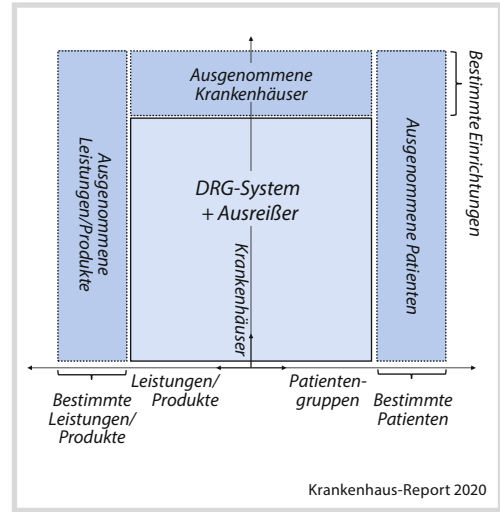 Ausgenommene
Krankenhäuser
Bestimmte Einrichtungen
Ausgenommene
Leistungen/Produkte
DRG-System
+ Ausreißer
Krankenhäuser
Ausgenommene Patienten
Leistungen/
Produkte
Patienten-
gruppen
Bestimmte
Leistungen/
Produkte
Bestimmte
Patienten
Krankenhaus-Report 2020